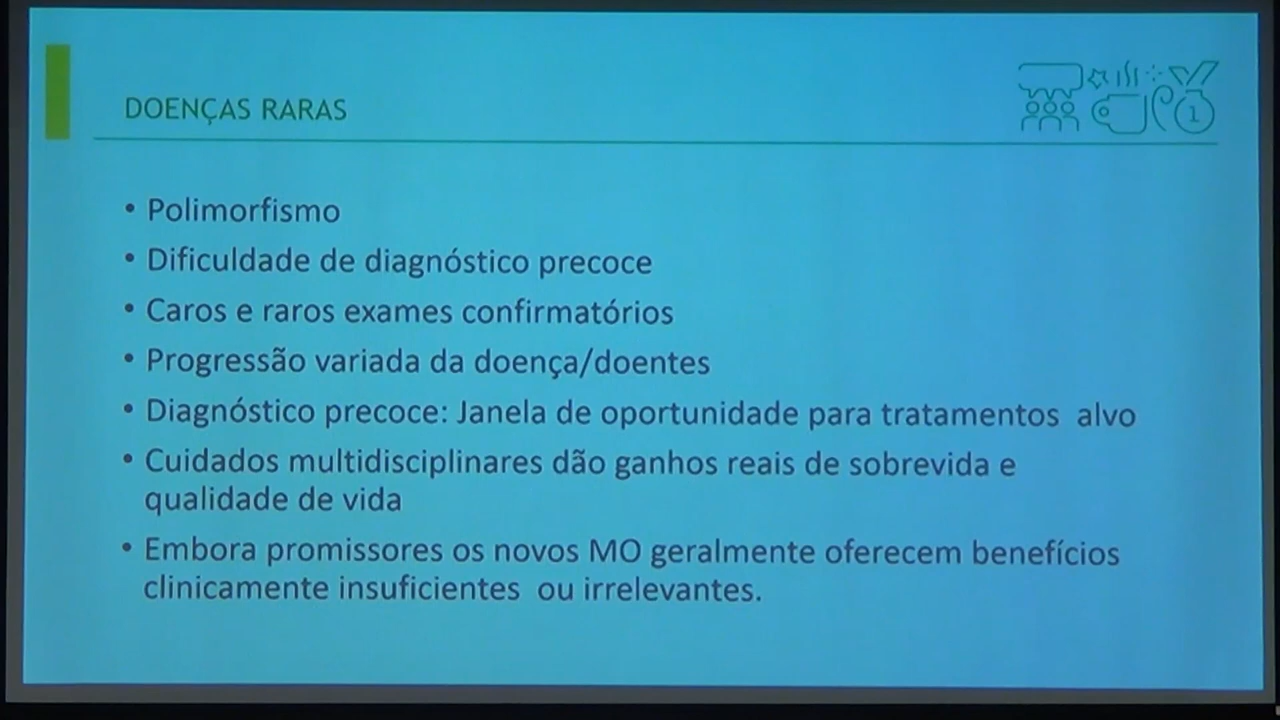 DOENÇAS RARAS
1
• Polimorfismo
• Dificuldade de diagnóstico precoce
• Caros e raros exames confirmatórios
• Progressão variada da doença/doentes
• Diagnóstico precoce: Janela de oportunidade para tratamentos alvo
• Cuidados multidisciplinares dão ganhos reais de sobrevida e
qualidade de vida
• Embora promissores os novos MO geralmente oferecem benefícios
clinicamente insuficientes ou irrelevantes.